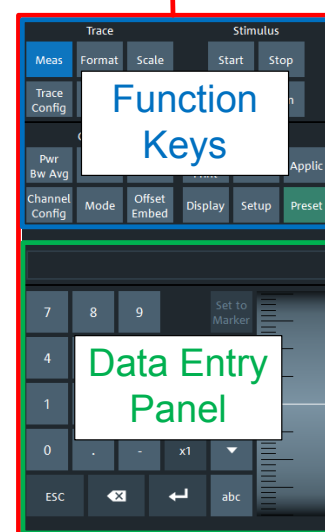 Trace Stimulus
Meas Format Scale Start Stop
Trace
Config
Function
Keys
Pwr
Bw Avg
Applic
Channel
Config
Mode
Offset
Embed
Display Setup Preset
7 8 9
Set to
Marker
4
Data Entry
Panel
1
0 . - x1
ESC abc